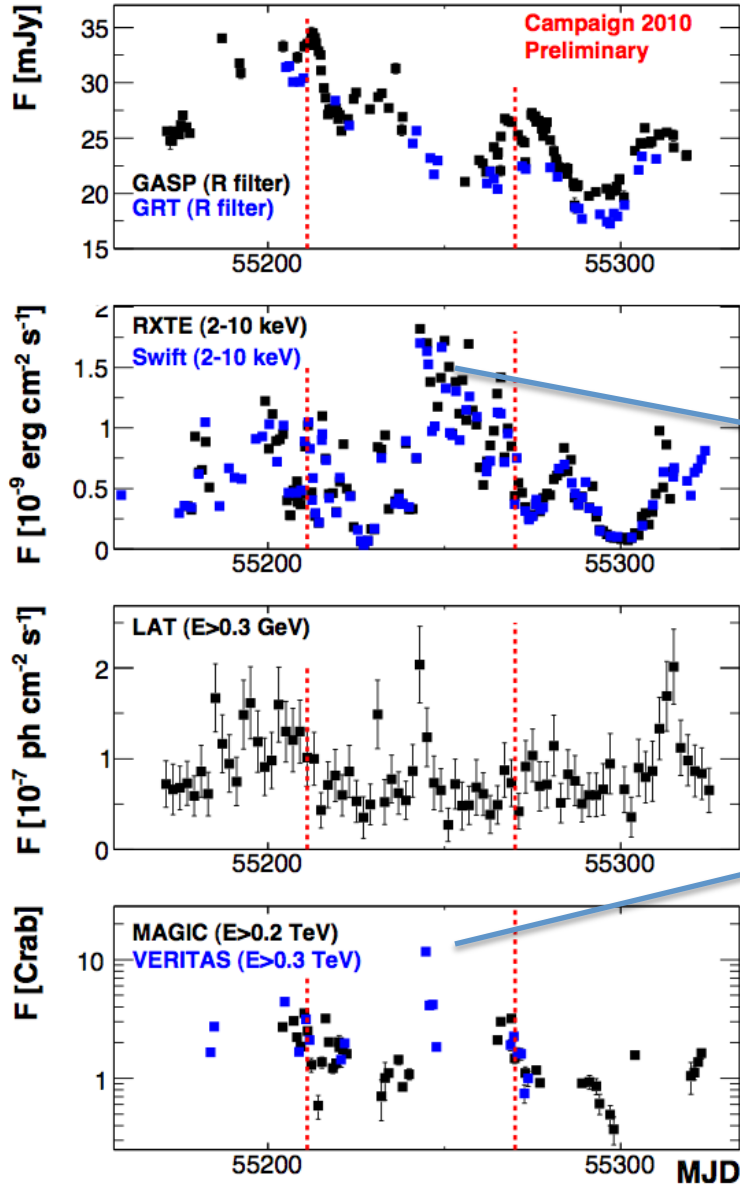 Campaign 2010
Preliminary
F [mJy]
35
30
25
20
15
GASP (R filter)
GRT (R filter)
55200 55300
F [10⁻⁹ erg cm⁻² s⁻¹]
2
1.5
1
0.5
0
RXTE (2-10 keV)
Swift (2-10 keV)
55200 55300
F [10⁻⁷ ph cm⁻² s⁻¹]
2
1
0
LAT (E>0.3 GeV)
55200 55300
F [Crab]
10
1
MAGIC (E>0.2 TeV)
VERITAS (E>0.3 TeV)
55200 55300 MJD